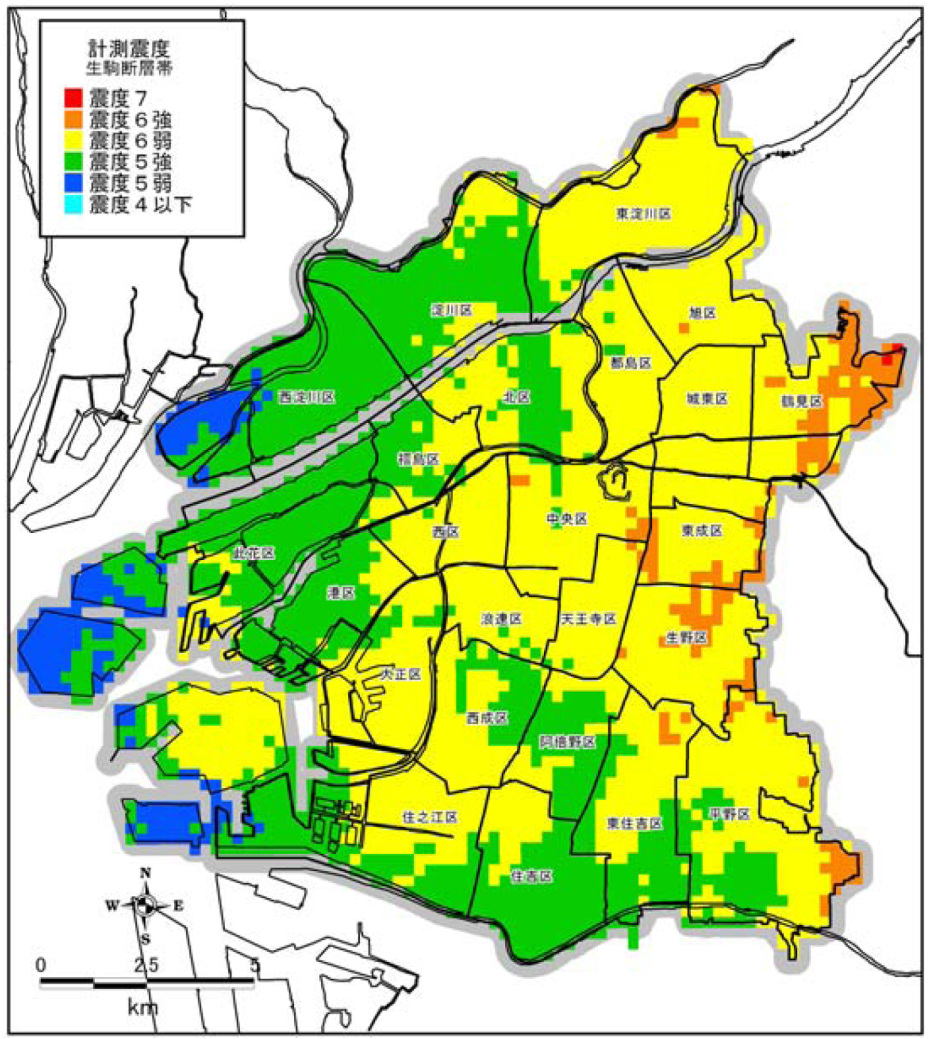 計測震度
生駒断層帯
震度７
震度６強
震度６弱
震度５強
震度５弱
震度４以下
東淀川区
淀川区
旭区
都島区
西淀川区
北区
城東区
鶴見区
福島区
中央区
東成区
西区
此花区
港区
浪速区
天王寺区
生野区
大正区
西成区
阿倍野区
住之江区
東住吉区
平野区
住吉区
N
W E
S
0 2.5 5
km